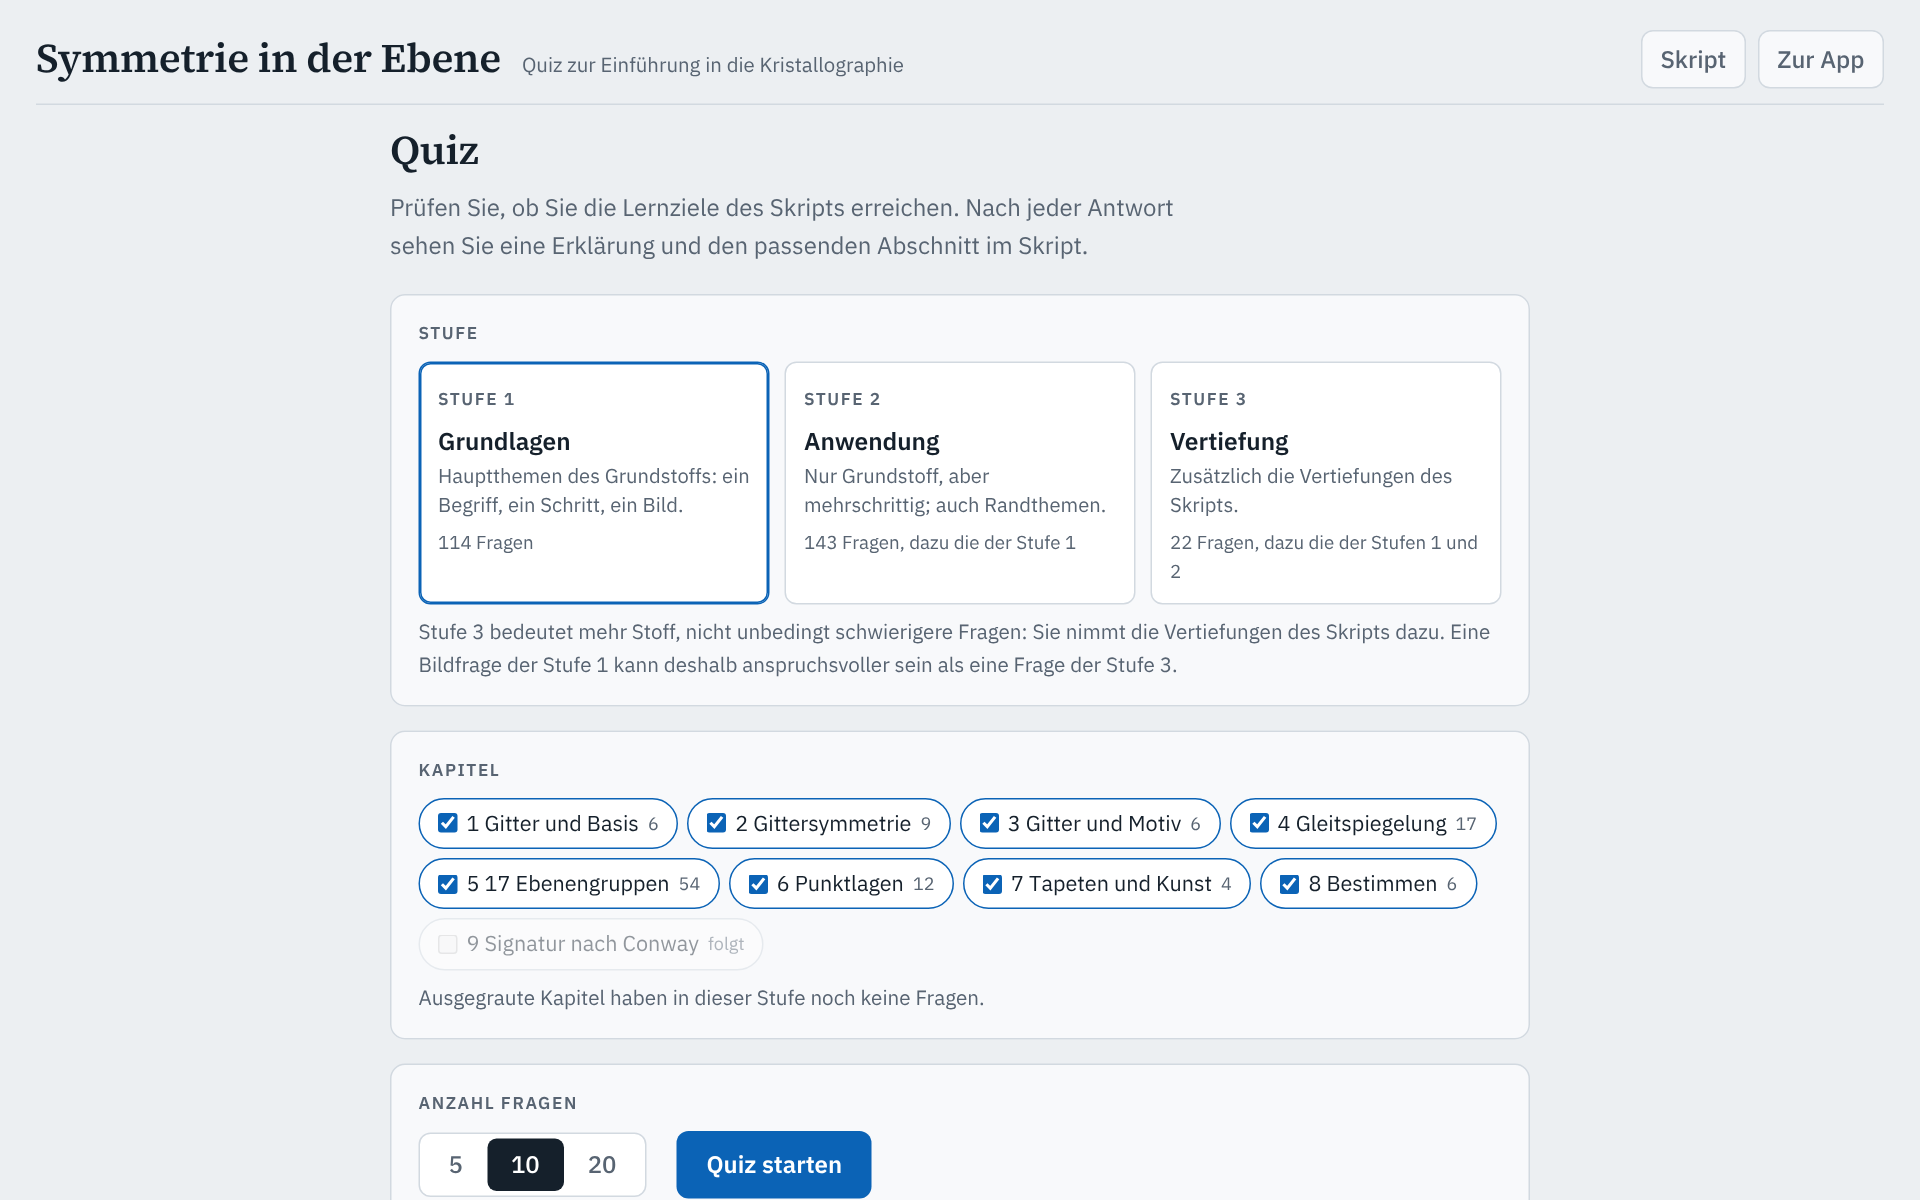 Symmetrie in der Ebene
Quiz zur Einführung in die Kristallographie
Skript
Zur App
Quiz
Prüfen Sie, ob Sie die Lernziele des Skripts erreichen. Nach jeder Antwort
sehen Sie eine Erklärung und den passenden Abschnitt im Skript.
STUFE
STUFE 1
Grundlagen
Hauptthemen des Grundstoffs: ein
Begriff, ein Schritt, ein Bild.
114 Fragen
STUFE 2
Anwendung
Nur Grundstoff, aber
mehrschrittig; auch Randthemen.
143 Fragen, dazu die der Stufe 1
STUFE 3
Vertiefung
Zusätzlich die Vertiefungen des
Skripts.
22 Fragen, dazu die der Stufen 1 und
2
Stufe 3 bedeutet mehr Stoff, nicht unbedingt schwierigere Fragen: Sie nimmt die Vertiefungen des Skripts dazu. Eine
Bildfrage der Stufe 1 kann deshalb anspruchsvoller sein als eine Frage der Stufe 3.
KAPITEL
1 Gitter und Basis 6
2 Gittersymmetrie 9
3 Gitter und Motiv 6
4 Gleitspiegelung 17
5 17 Ebenengruppen 54
6 Punktlagen 12
7 Tapeten und Kunst 4
8 Bestimmen 6
9 Signatur nach Conway folgt
Ausgegraute Kapitel haben in dieser Stufe noch keine Fragen.
ANZAHL FRAGEN
5
10
20
Quiz starten